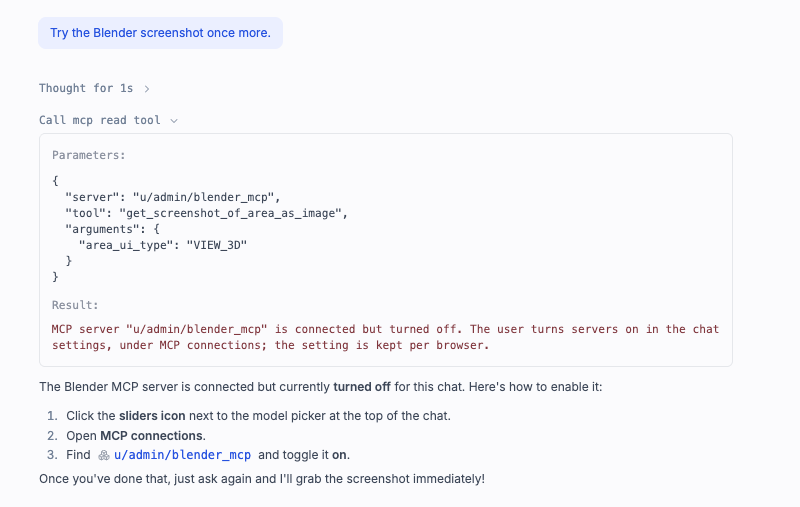 Try the Blender screenshot once more.
Thought for 1s
Call mcp read tool
Parameters:
{
  "server": "u/admin/blender_mcp",
  "tool": "get_screenshot_of_area_as_image",
  "arguments": {
    "area_ui_type": "VIEW_3D"
  }
}
Result:
MCP server "u/admin/blender_mcp" is connected but turned off. The user turns servers on in the chat
settings, under MCP connections; the setting is kept per browser.
The Blender MCP server is connected but currently turned off for this chat. Here's how to enable it:
1. Click the sliders icon next to the model picker at the top of the chat.
2. Open MCP connections.
3. Find u/admin/blender_mcp and toggle it on.
Once you've done that, just ask again and I'll grab the screenshot immediately!